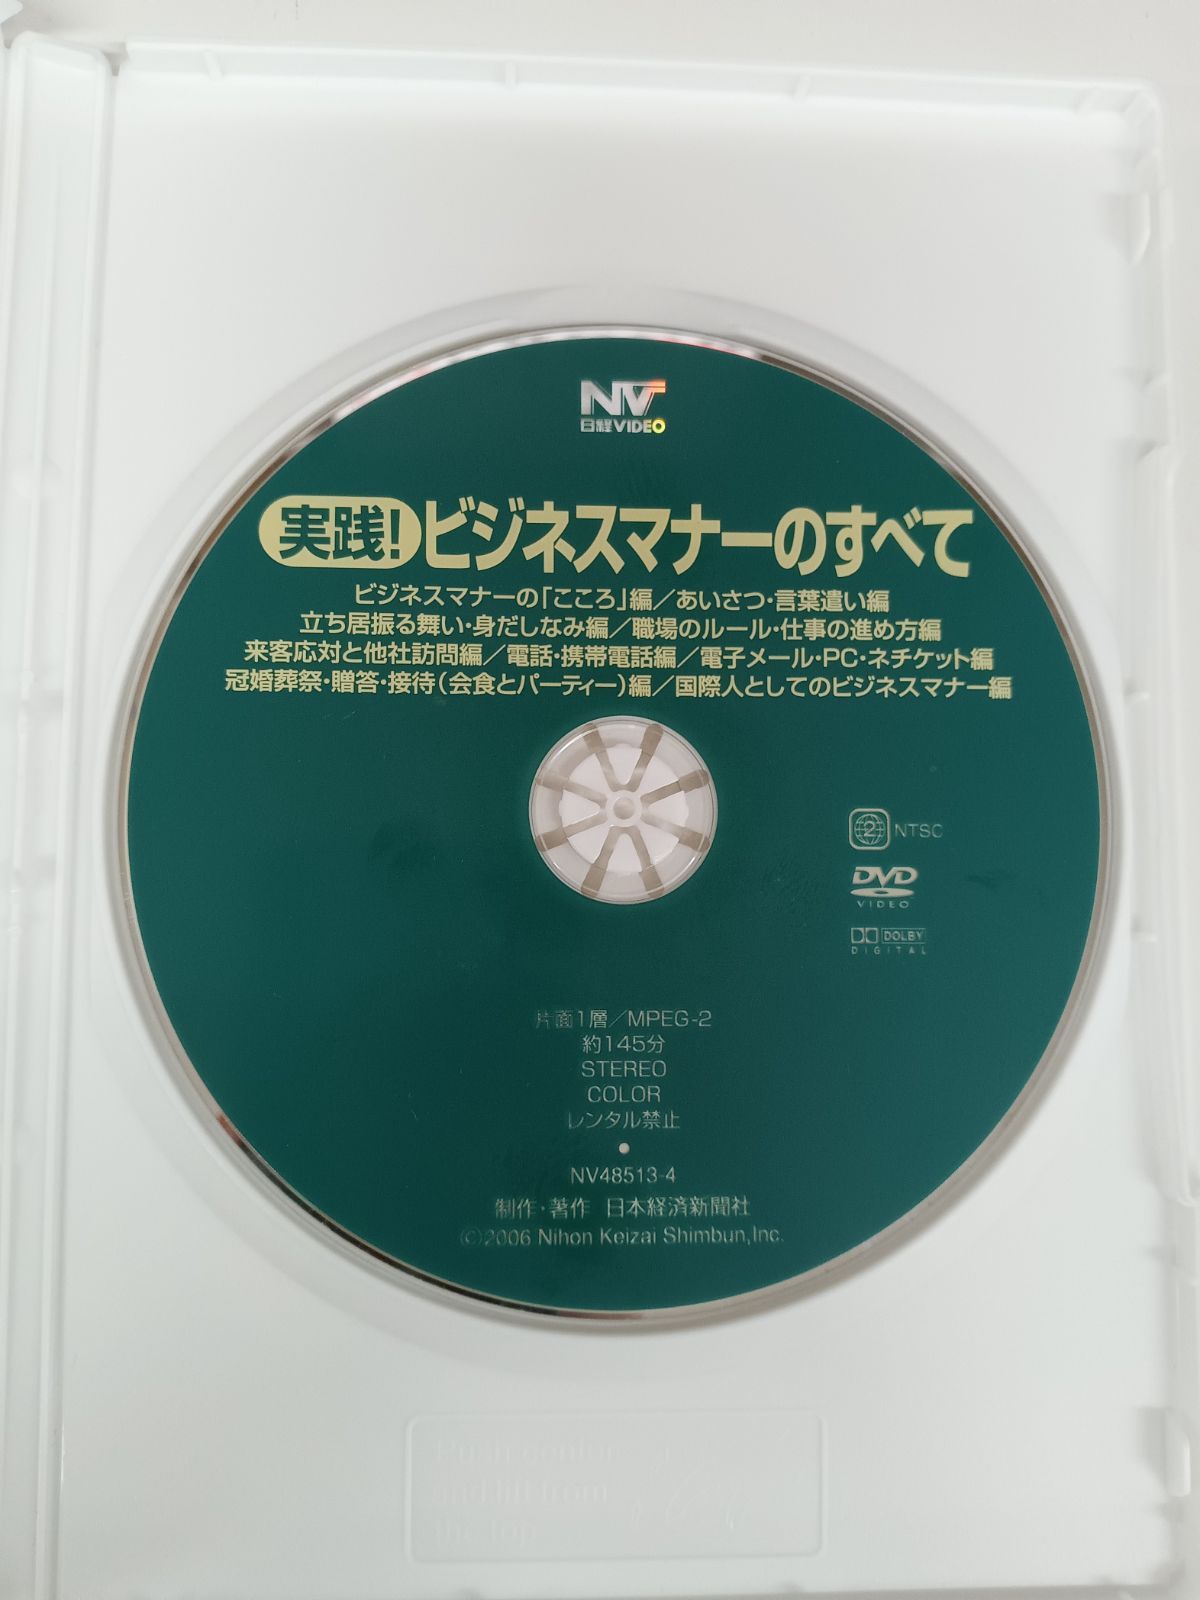 NV
日経VIDEO
実践!ビジネスマナーのすべて
ビジネスマナーの「こころ」編／あいさつ・言葉遣い編
立ち居振る舞い・身だしなみ編／職場のルール・仕事の進め方編
来客応対と他社訪問編／電話・携帯電話編／電子メール・PC・ネチケット編
冠婚葬祭・贈答・接待（会食とパーティー）編／国際人としてのビジネスマナー編
2 NTSC
DVD
VIDEO
DOLBY
DIGITAL
片面1層／MPEG-2
約145分
STEREO
COLOR
レンタル禁止
NV48513-4
制作・著作 日本経済新聞社
©2006 Nihon Keizai Shimbun,Inc.
Push center
and lift from
the top